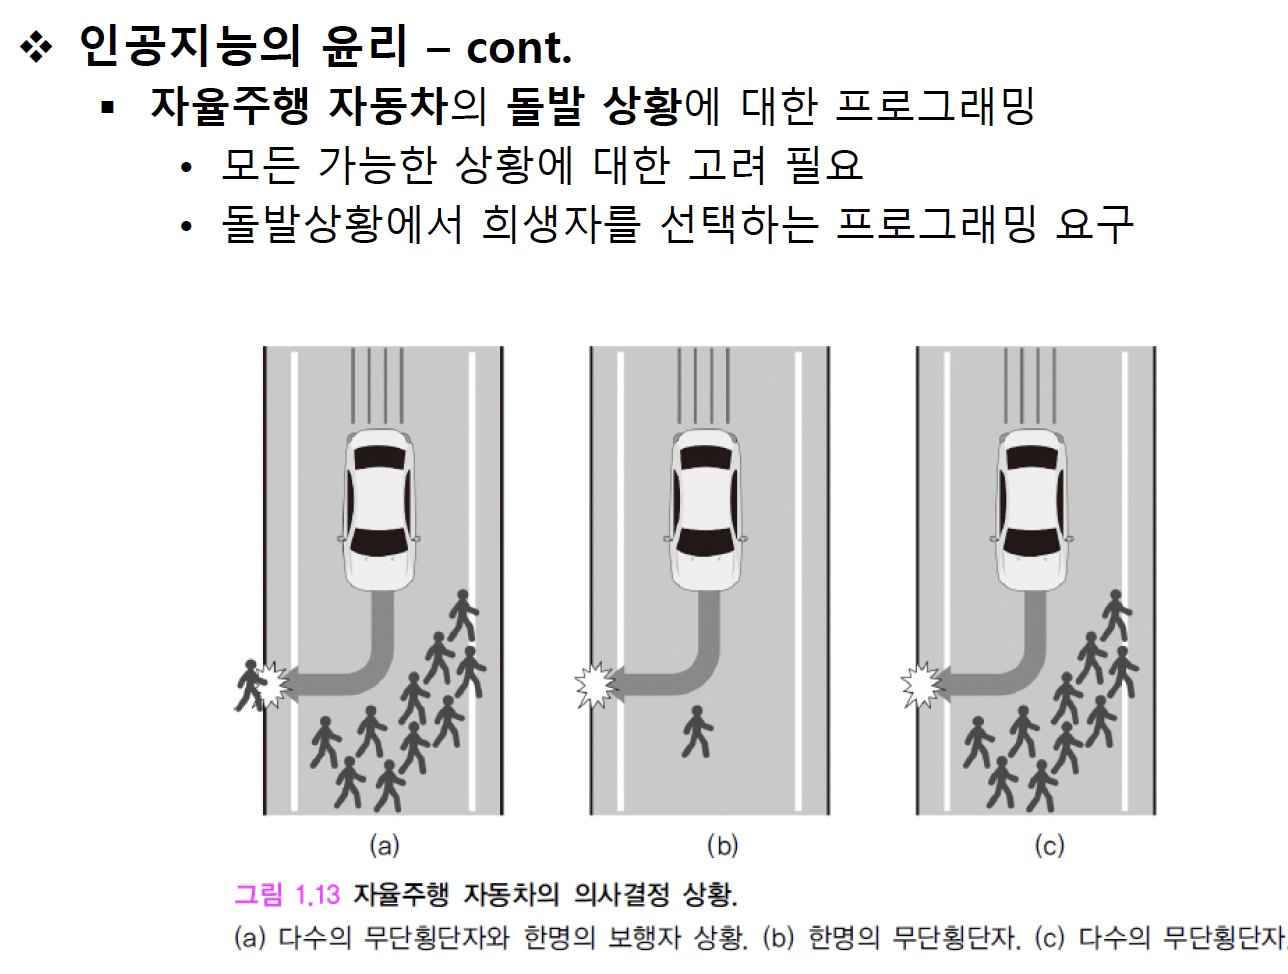 ❖ 인공지능의 윤리 – cont.
▪ 자율주행 자동차의 돌발 상황에 대한 프로그래밍
• 모든 가능한 상황에 대한 고려 필요
• 돌발상황에서 희생자를 선택하는 프로그래밍 요구
(a) (b) (c)
그림 1.13 자율주행 자동차의 의사결정 상황.
(a) 다수의 무단횡단자와 한명의 보행자 상황. (b) 한명의 무단횡단자. (c) 다수의 무단횡단자.